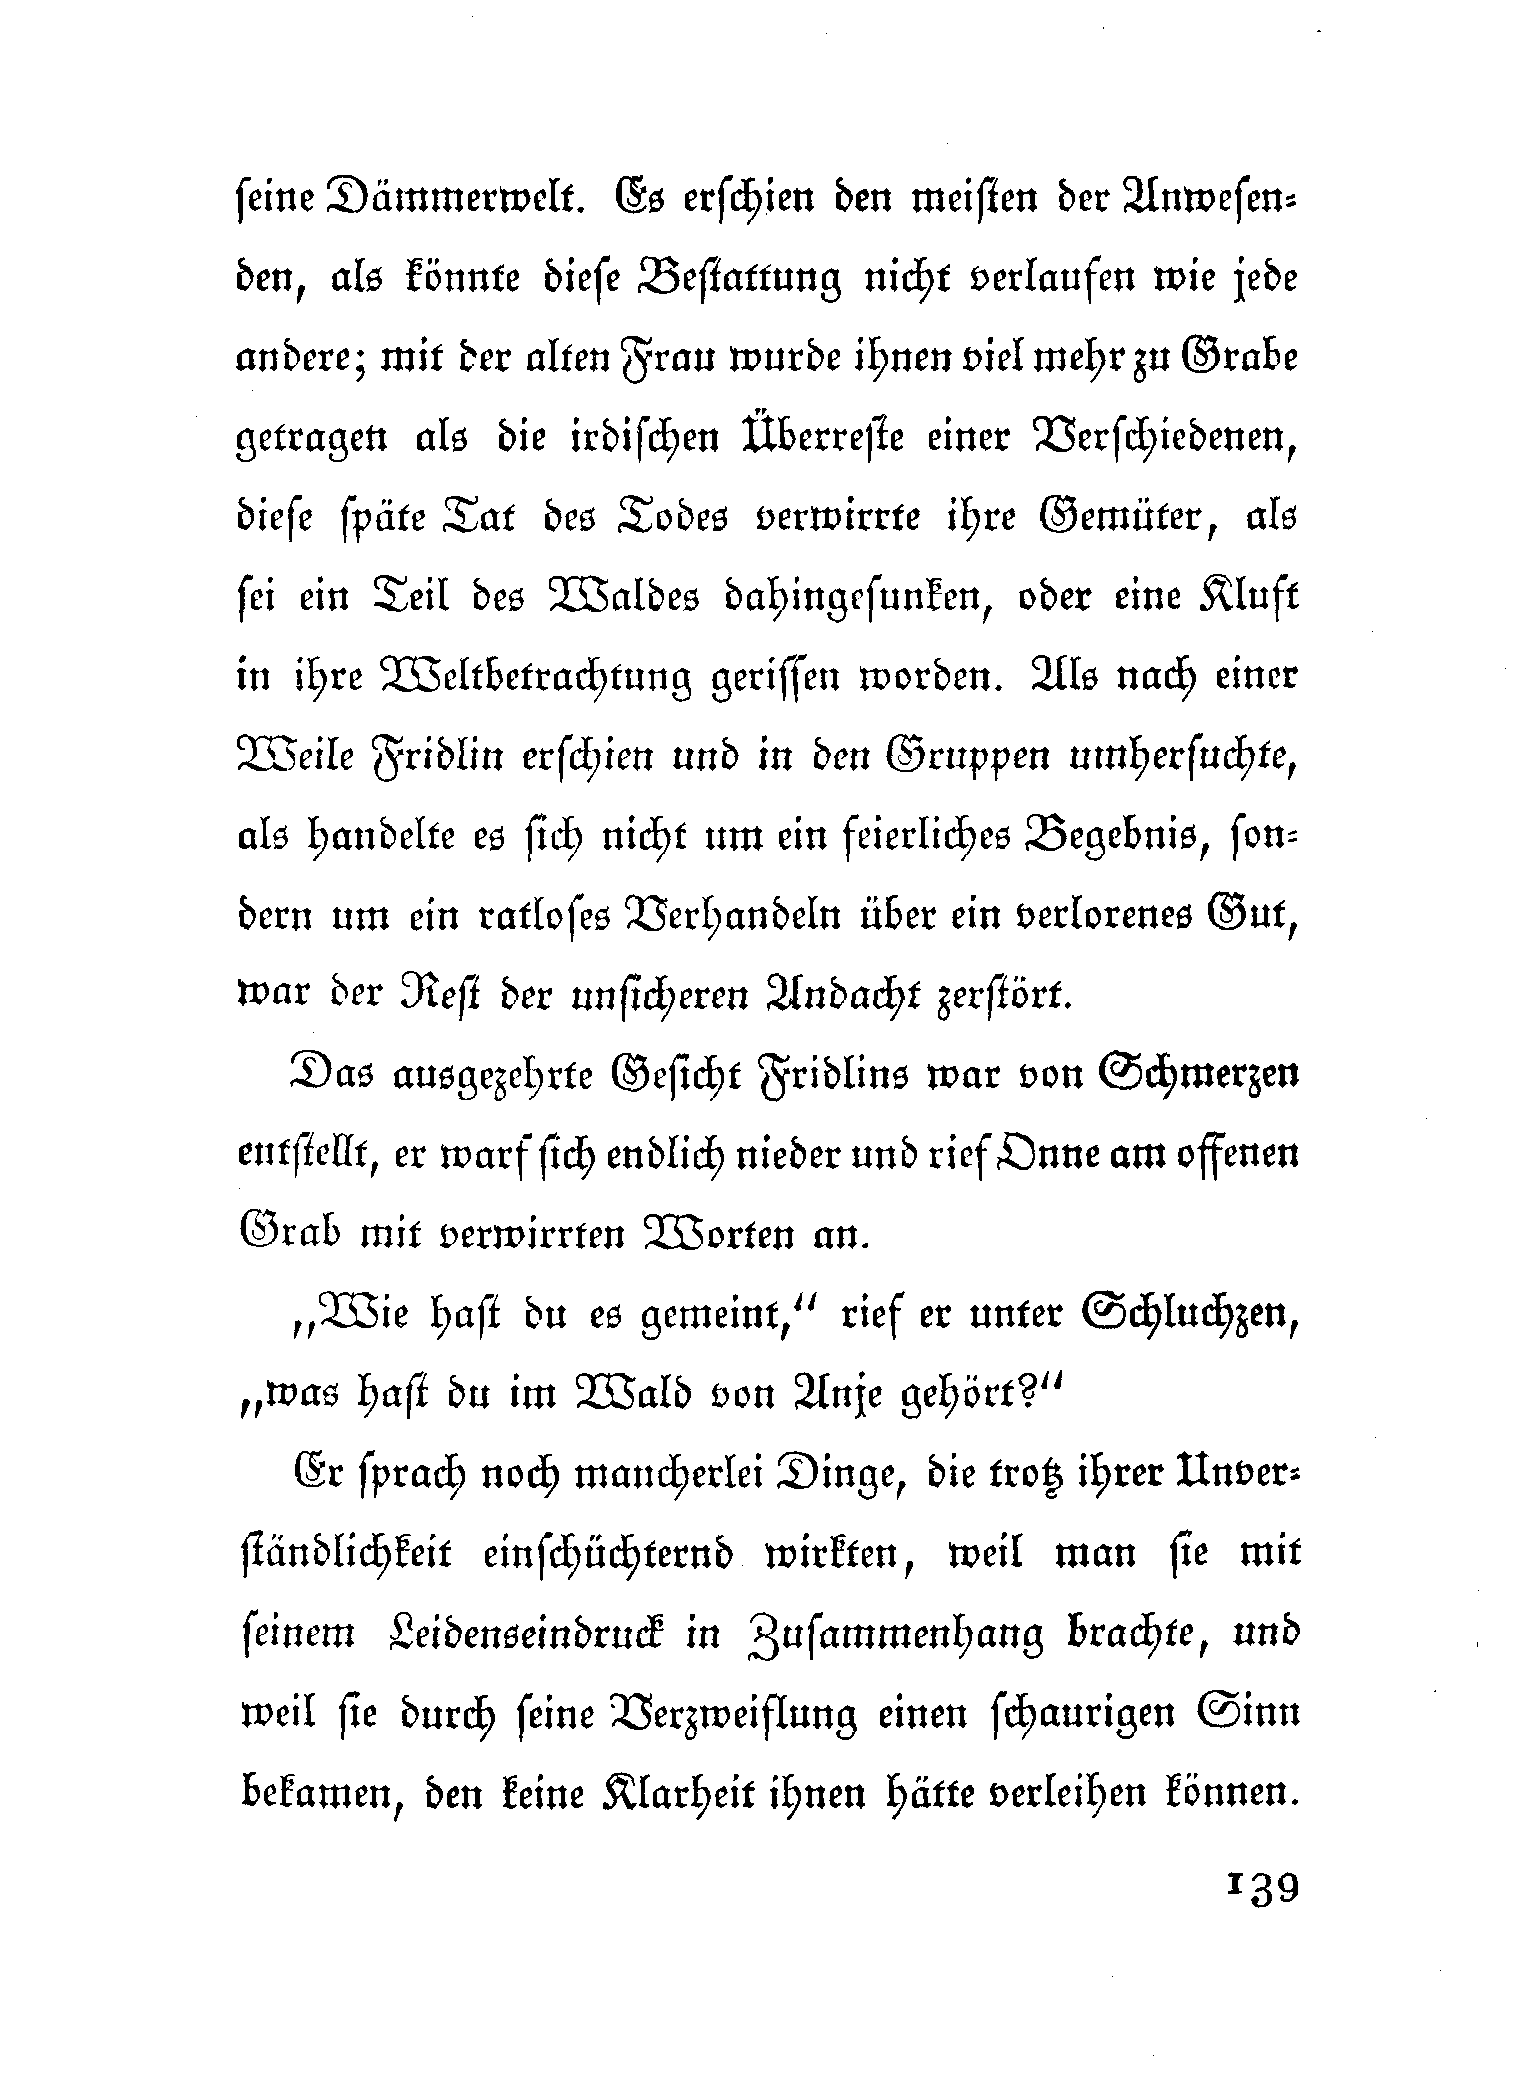 seine Dämmerwelt. Es erschien den meisten der Anwesen-
den, als könnte diese Bestattung nicht verlaufen wie jede
andere; mit der alten Frau wurde ihnen viel mehr zu Grabe
getragen als die irdischen Überreste einer Verschiedenen,
diese späte Tat des Todes verwirrte ihre Gemüter, als
sei ein Teil des Waldes dahingesunken, oder eine Kluft
in ihre Weltbetrachtung gerissen worden. Als nach einer
Weile Fridlin erschien und in den Gruppen umhersuchte,
als handelte es sich nicht um ein feierliches Begebnis, son-
dern um ein ratloses Verhandeln über ein verlorenes Gut,
war der Rest der unsicheren Andacht zerstört.
Das ausgezehrte Gesicht Fridlins war von Schmerzen
entstellt, er warf sich endlich nieder und rief Onne am offenen
Grab mit verwirrten Worten an.
„Wie hast du es gemeint,“ rief er unter Schluchzen,
„was hast du im Wald von Anje gehört?“
Er sprach noch mancherlei Dinge, die trotz ihrer Unver-
ständlichkeit einschüchternd wirkten, weil man sie mit
seinem Leidenseindruck in Zusammenhang brachte, und
weil sie durch seine Verzweiflung einen schaurigen Sinn
bekamen, den keine Klarheit ihnen hätte verleihen können.
139